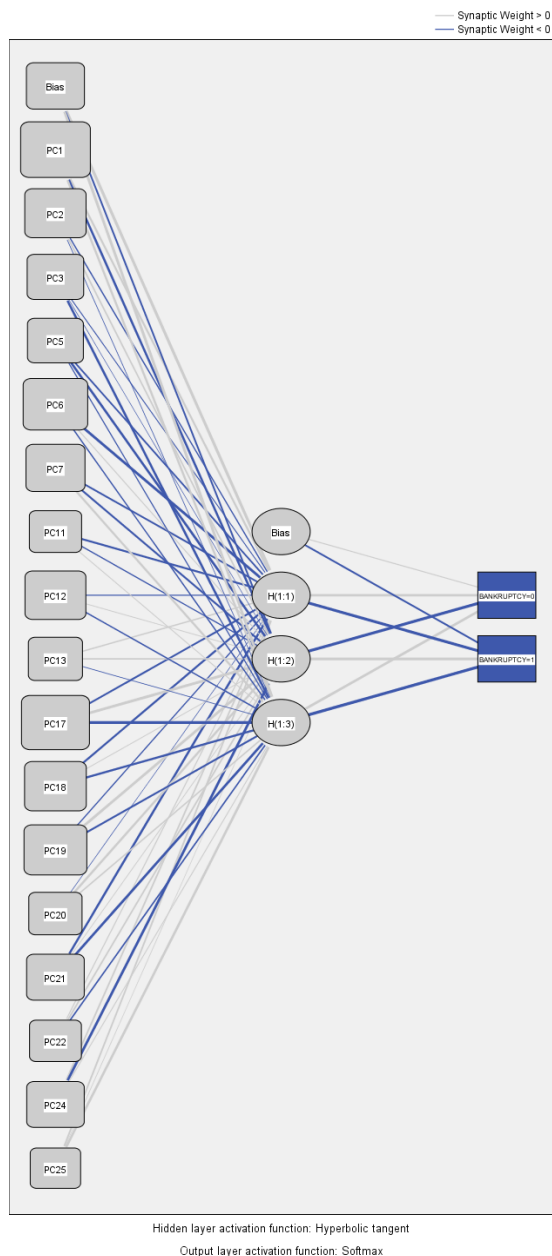 Synaptic Weight > 0
Synaptic Weight < 0
Bias
PC1
PC2
PC3
PC5
PC6
PC7
PC11
Bias
PC12
H(1:1)
BANKRUPTCY=0
PC13
H(1:2)
BANKRUPTCY=1
PC17
H(1:3)
PC18
PC19
PC20
PC21
PC22
PC24
PC25
Hidden layer activation function: Hyperbolic tangent
Output layer activation function: Softmax